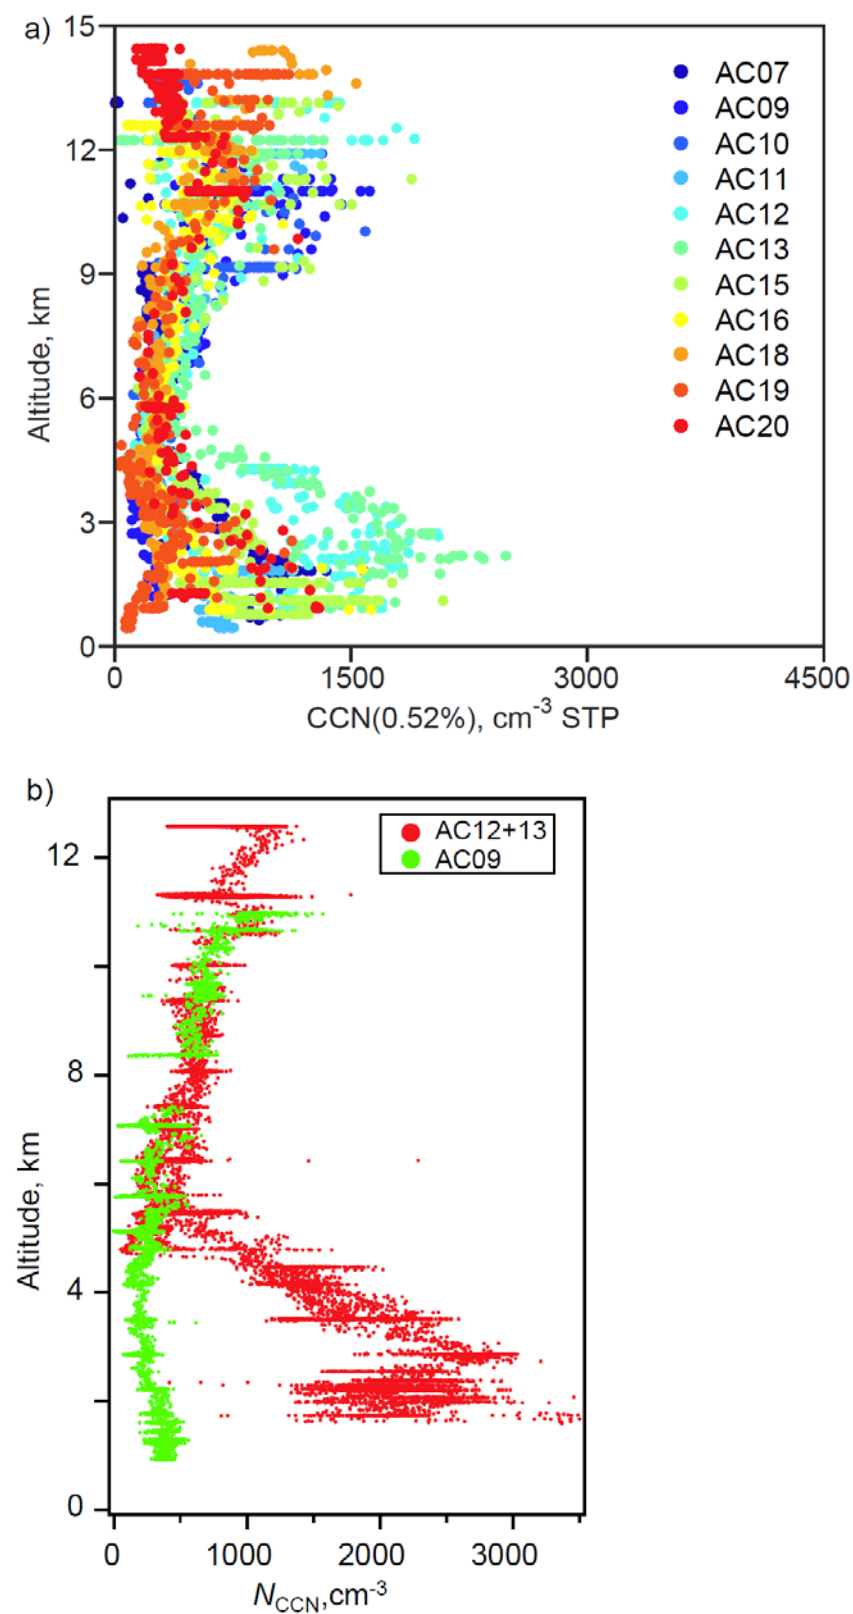 a)
15
12
9
6
3
0
Altitude, km
AC07
AC09
AC10
AC11
AC12
AC13
AC15
AC16
AC18
AC19
AC20
0 1500 3000 4500
CCN(0.52%), cm-3 STP
b)
12
8
4
0
Altitude, km
AC12+13
AC09
0 1000 2000 3000
NCCN,cm-3